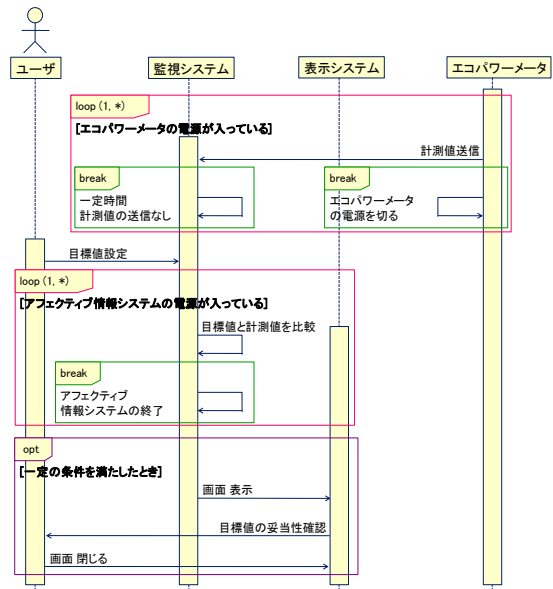 ユーザ
監視システム
表示システム
エコパワーメータ
loop (1, *)
[エコパワーメータの電源が入っている]
計測値送信
break
一定時間
計測値の送信なし
break
エコパワーメータ
の電源を切る
目標値設定
loop (1, *)
[アフェクティブ情報システムの電源が入っている]
目標値と計測値を比較
break
アフェクティブ
情報システムの終了
opt
[一定の条件を満たしたとき]
画面 表示
目標値の妥当性確認
画面 閉じる